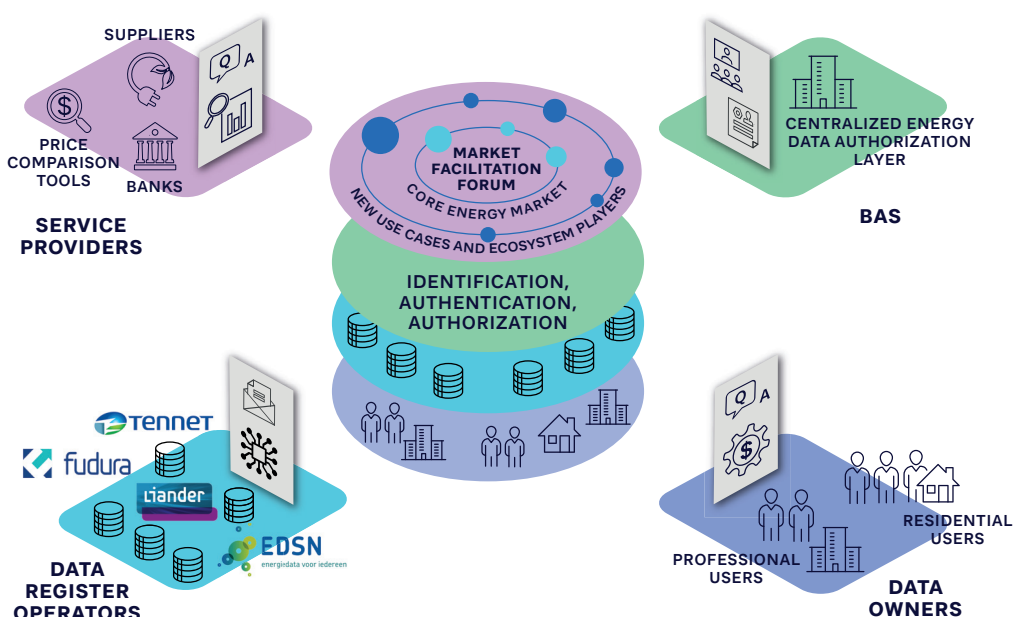 SUPPLIERS
Q A
PRICE
COMPARISON
TOOLS
BANKS
SERVICE
PROVIDERS
MARKET
FACILITATION
FORUM
CORE ENERGY MARKET
NEW USE CASES AND ECOSYSTEM PLAYERS
IDENTIFICATION,
AUTHENTICATION,
AUTHORIZATION
CENTRALIZED ENERGY
DATA AUTHORIZATION
LAYER
BAS
TENNET
fudura
liander
EDSN
energiedata voor iedereen
DATA
REGISTER
OPERATORS
Q A
RESIDENTIAL
USERS
PROFESSIONAL
USERS
DATA
OWNERS